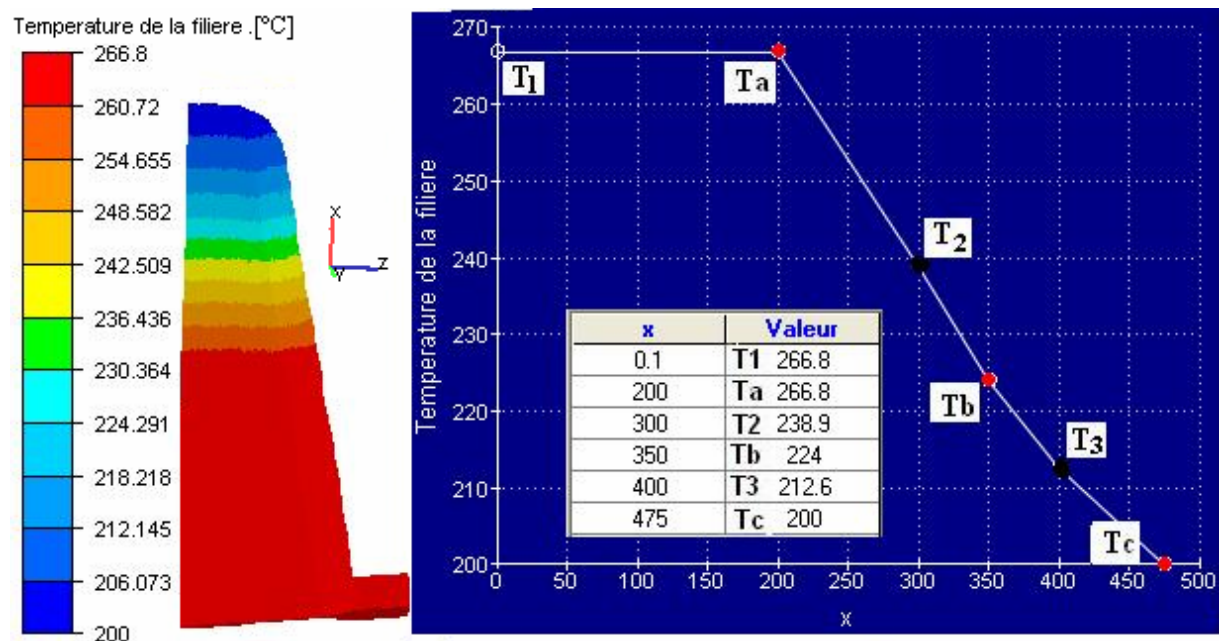 Temperature de la filiere .[°C]
266.8
260.72
254.655
248.582
242.509
236.436
230.364
224.291
218.218
212.145
206.073
200
X
Y
Z
Temperature de la filiere
270
260
250
240
230
220
210
200
0
50
100
150
200
250
300
350
400
450
500
x
T1
Ta
T2
Tb
T3
Tc
x Valeur
0.1 T1 266.8
200 Ta 266.8
300 T2 238.9
350 Tb 224
400 T3 212.6
475 Tc 200